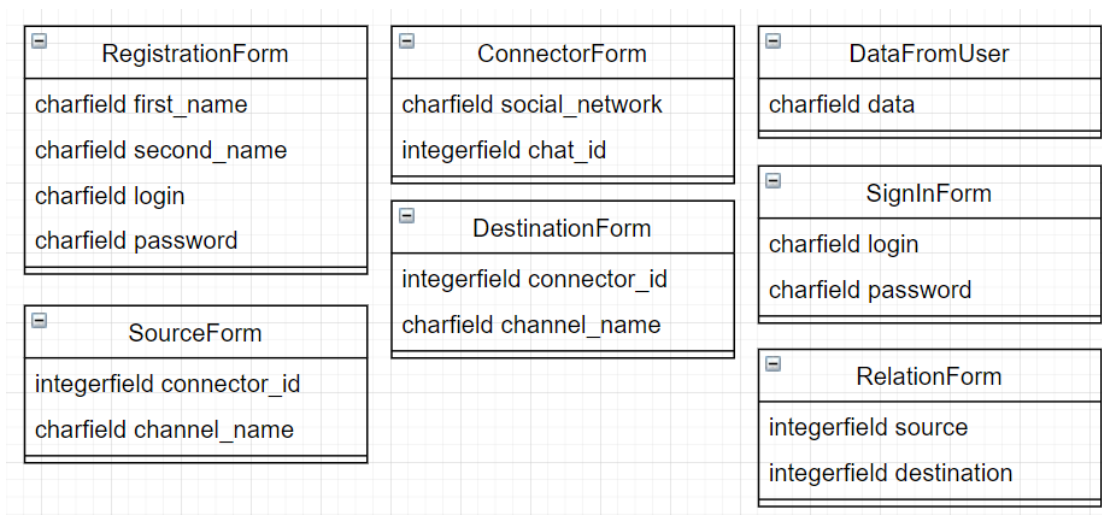 RegistrationForm
charfield first_name
charfield second_name
charfield login
charfield password
SourceForm
integerfield connector_id
charfield channel_name
ConnectorForm
charfield social_network
integerfield chat_id
DestinationForm
integerfield connector_id
charfield channel_name
DataFromUser
charfield data
SignInForm
charfield login
charfield password
RelationForm
integerfield source
integerfield destination